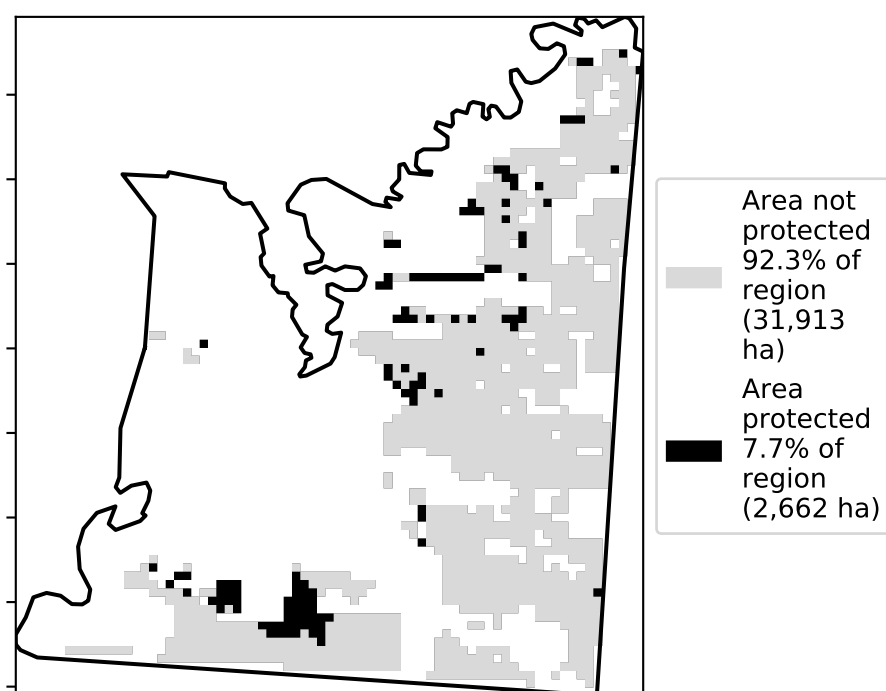 Area not
protected
92.3% of
region
(31,913
ha)
Area
protected
7.7% of
region
(2,662 ha)